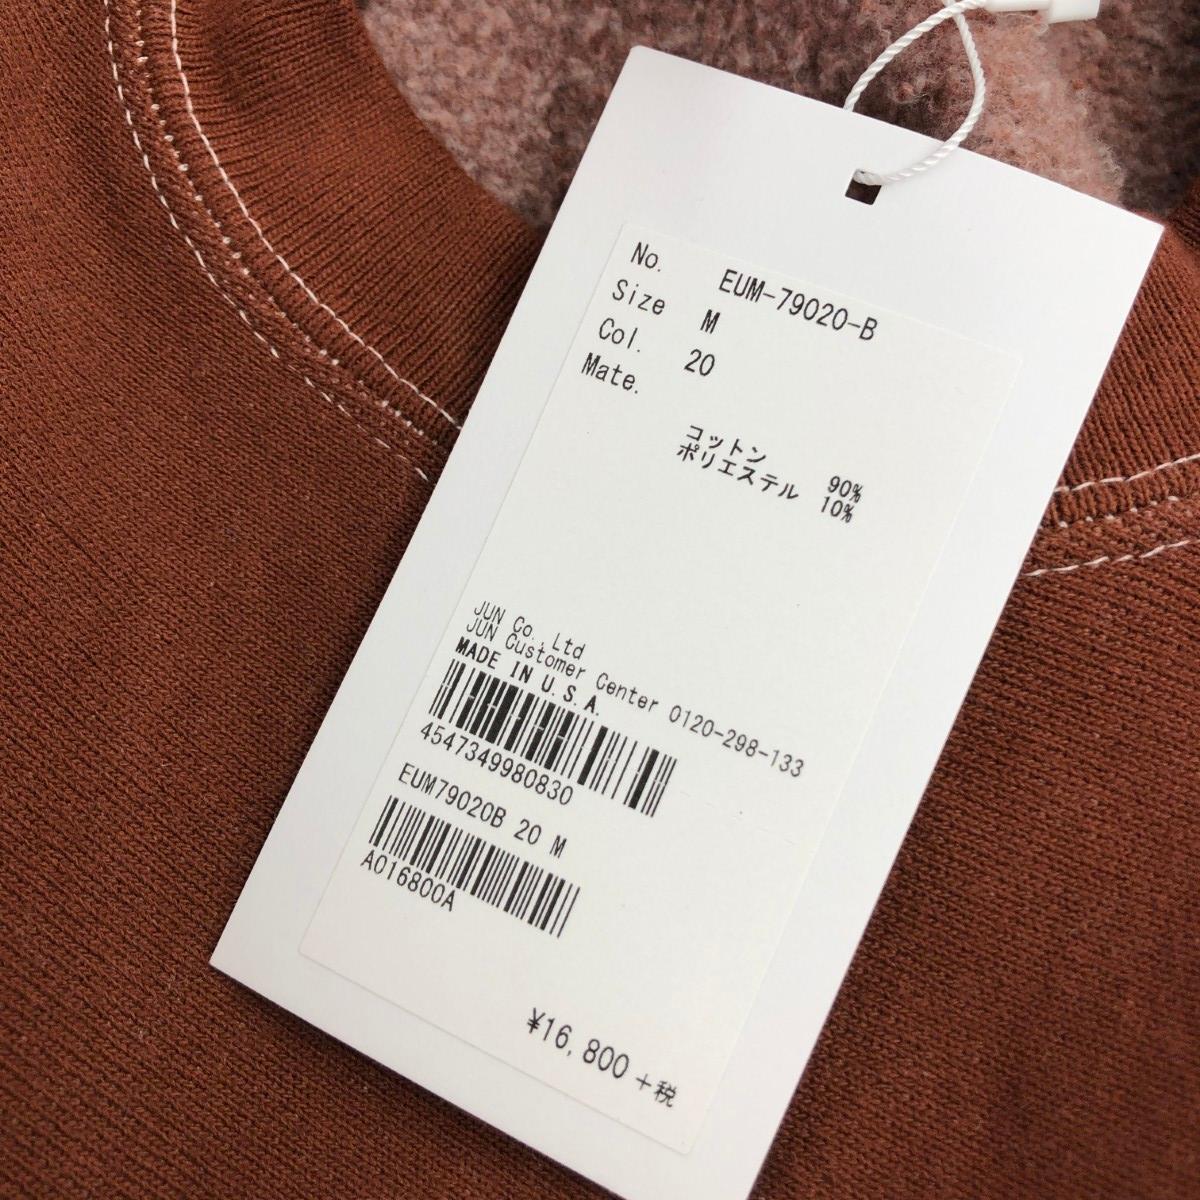 No. EUM-79020-B
Size M
Col. 20
Mate.
コットン 90%
ポリエステル 10%
JUN Co.,Ltd
JUN Customer Center 0120-298-133
MADE IN U.S.A.
4547349980830
EUM79020B 20 M
A016800A
¥16,800 +税